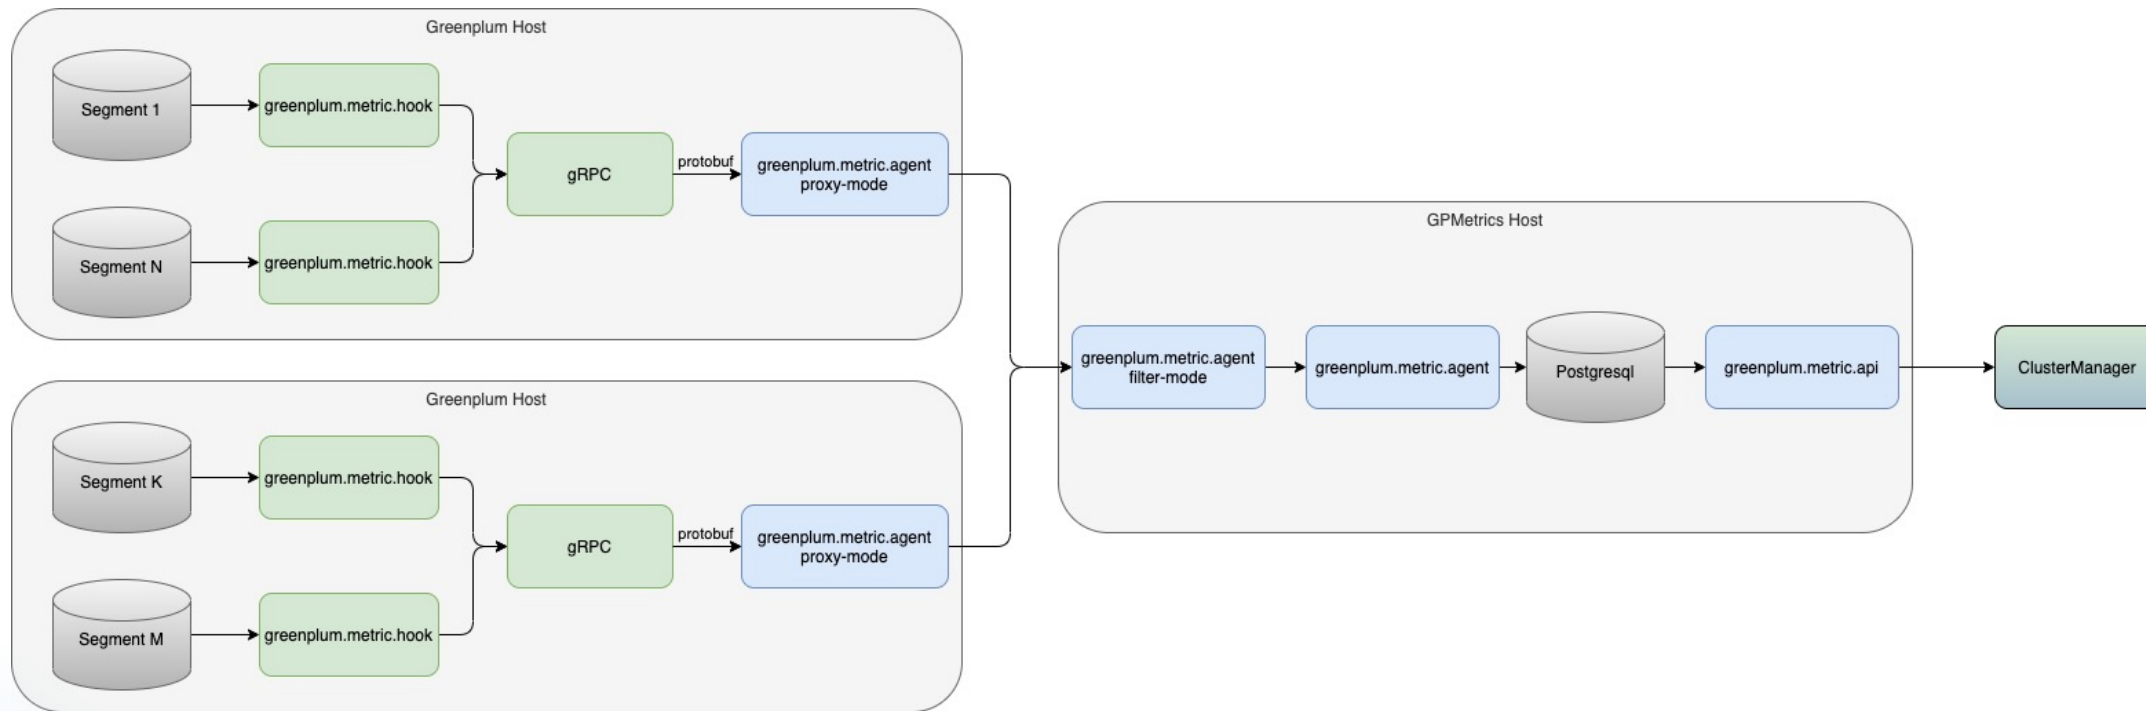 Greenplum Host
Segment 1
greenplum.metric.hook
gRPC
protobuf
greenplum.metric.agent
proxy-mode
Segment N
greenplum.metric.hook
GPMetrics Host
greenplum.metric.agent
filter-mode
greenplum.metric.agent
Postgresql
greenplum.metric.api
ClusterManager
Greenplum Host
Segment K
greenplum.metric.hook
gRPC
protobuf
greenplum.metric.agent
proxy-mode
Segment M
greenplum.metric.hook